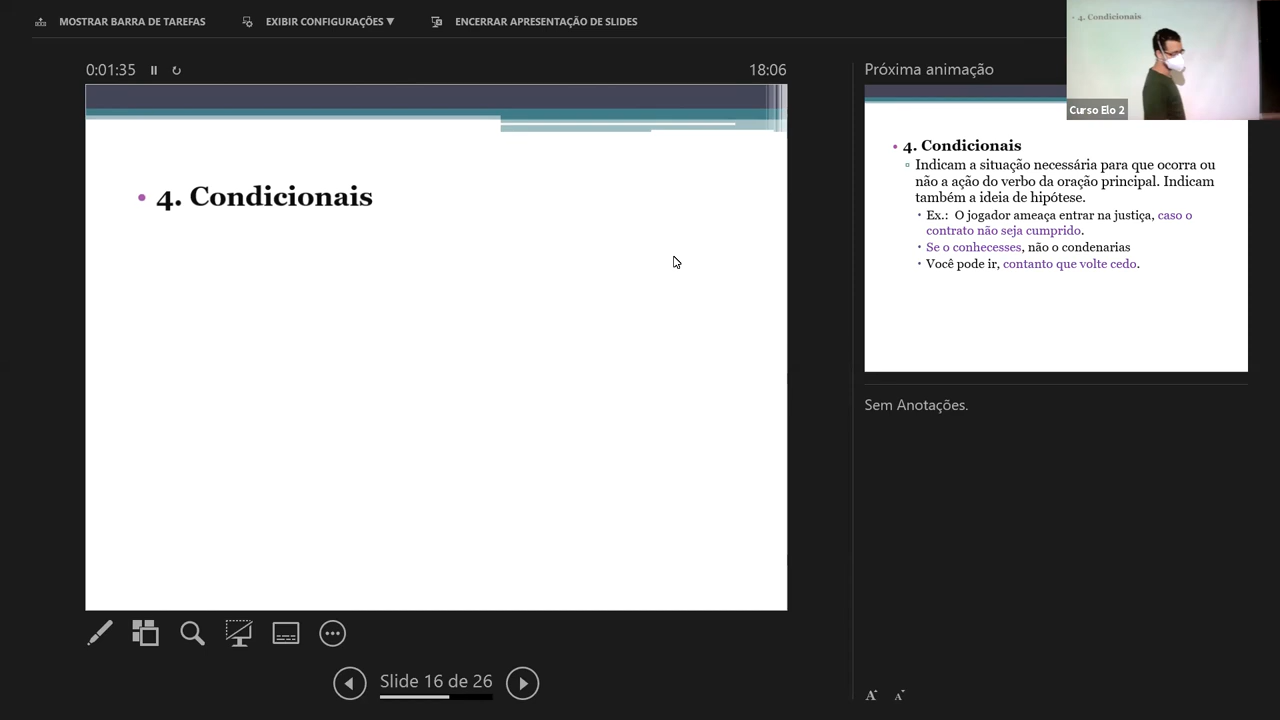 MOSTRAR BARRA DE TAREFAS
EXIBIR CONFIGURAÇÕES ▼
ENCERRAR APRESENTAÇÃO DE SLIDES
• 4. Condicionais
Curso Elo 2
0:01:35
18:06
• 4. Condicionais
Slide 16 de 26
Próxima animação
• 4. Condicionais
Indicam a situação necessária para que ocorra ou
não a ação do verbo da oração principal. Indicam
também a ideia de hipótese.
• Ex.: O jogador ameaça entrar na justiça, caso o
contrato não seja cumprido.
• Se o conhecesses, não o condenarias
• Você pode ir, contanto que volte cedo.
Sem Anotações.
A A